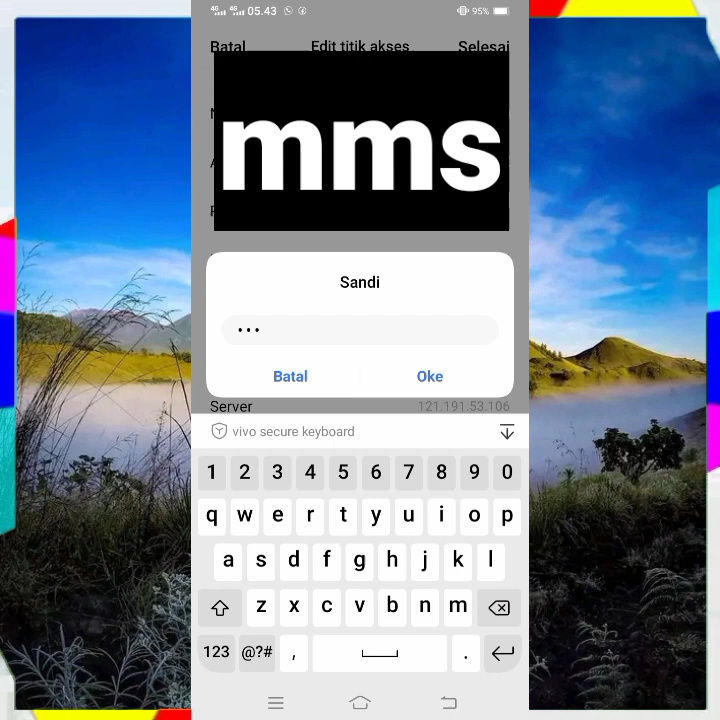 4G 4G 05.43 95%
Batal Edit titik akses Selesai
mms
Sandi
•••
Batal Oke
Server 121.191.53.106
vivo secure keyboard
1 2 3 4 5 6 7 8 9 0
q w e r t y u i o p
a s d f g h j k l
z x c v b n m
123 @?# , .